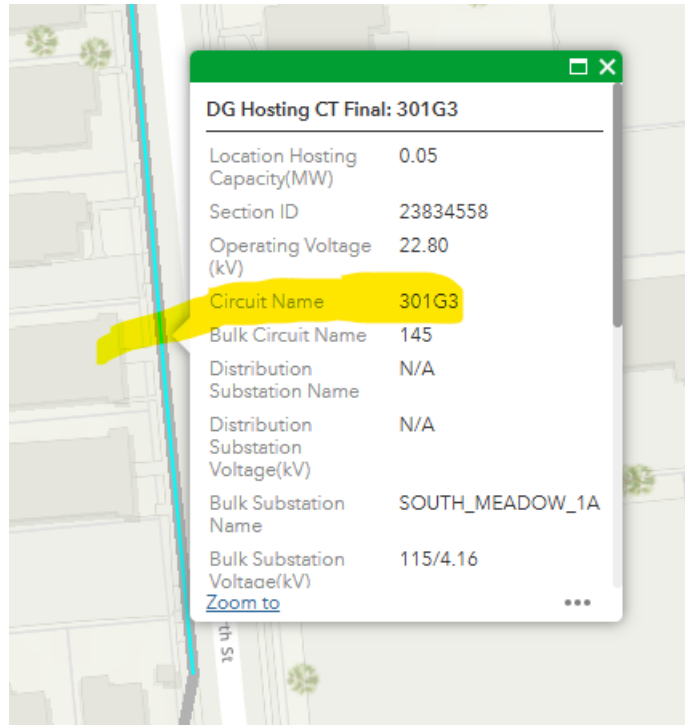 DG Hosting CT Final: 301G3
Location Hosting 0.05
Capacity(MW)
Section ID 23834558
Operating Voltage 22.80
(kV)
Circuit Name 301G3
Bulk Circuit Name 145
Distribution N/A
Substation Name
Distribution N/A
Substation
Voltage(kV)
Bulk Substation SOUTH_MEADOW_1A
Name
Bulk Substation 115/4.16
Voltage(kV)
Zoom to
rth St